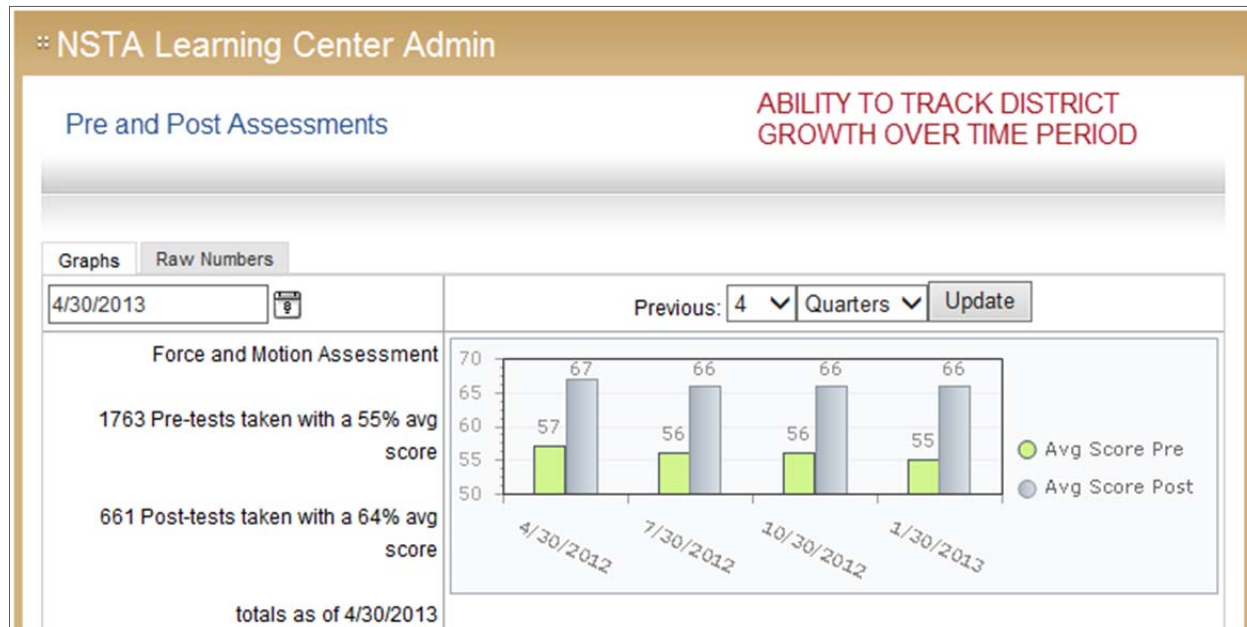 NSTA Learning Center Admin
Pre and Post Assessments
ABILITY TO TRACK DISTRICT
GROWTH OVER TIME PERIOD
Graphs
Raw Numbers
4/30/2013
Previous: 4 Quarters Update
Force and Motion Assessment
1763 Pre-tests taken with a 55% avg
score
661 Post-tests taken with a 64% avg
score
totals as of 4/30/2013
70
65
60
55
50
57 67
56 66
56 66
55 66
4/30/2012
7/30/2012
10/30/2012
1/30/2013
Avg Score Pre
Avg Score Post